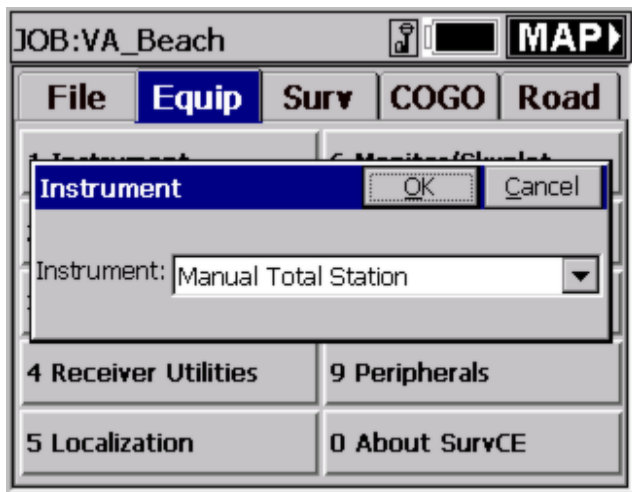 JOB:VA_Beach MAP
File Equip Surv COGO Road
Instrument OK Cancel
Instrument: Manual Total Station
4 Receiver Utilities 9 Peripherals
5 Localization 0 About SurvCE